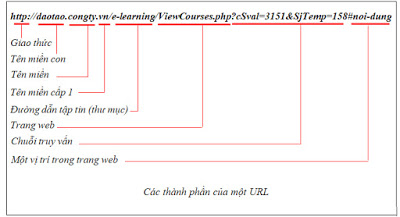 http://daotao.congty.vn/e-learning/ViewCourses.php?cSval=3151&SjTemp=158#noi-dung
Giao thức
Tên miền con
Tên miền
Tên miền cấp 1
Đường dẫn tập tin (thư mục)
Trang web
Chuỗi truy vấn
Một vị trí trong trang web
Các thành phần của một URL